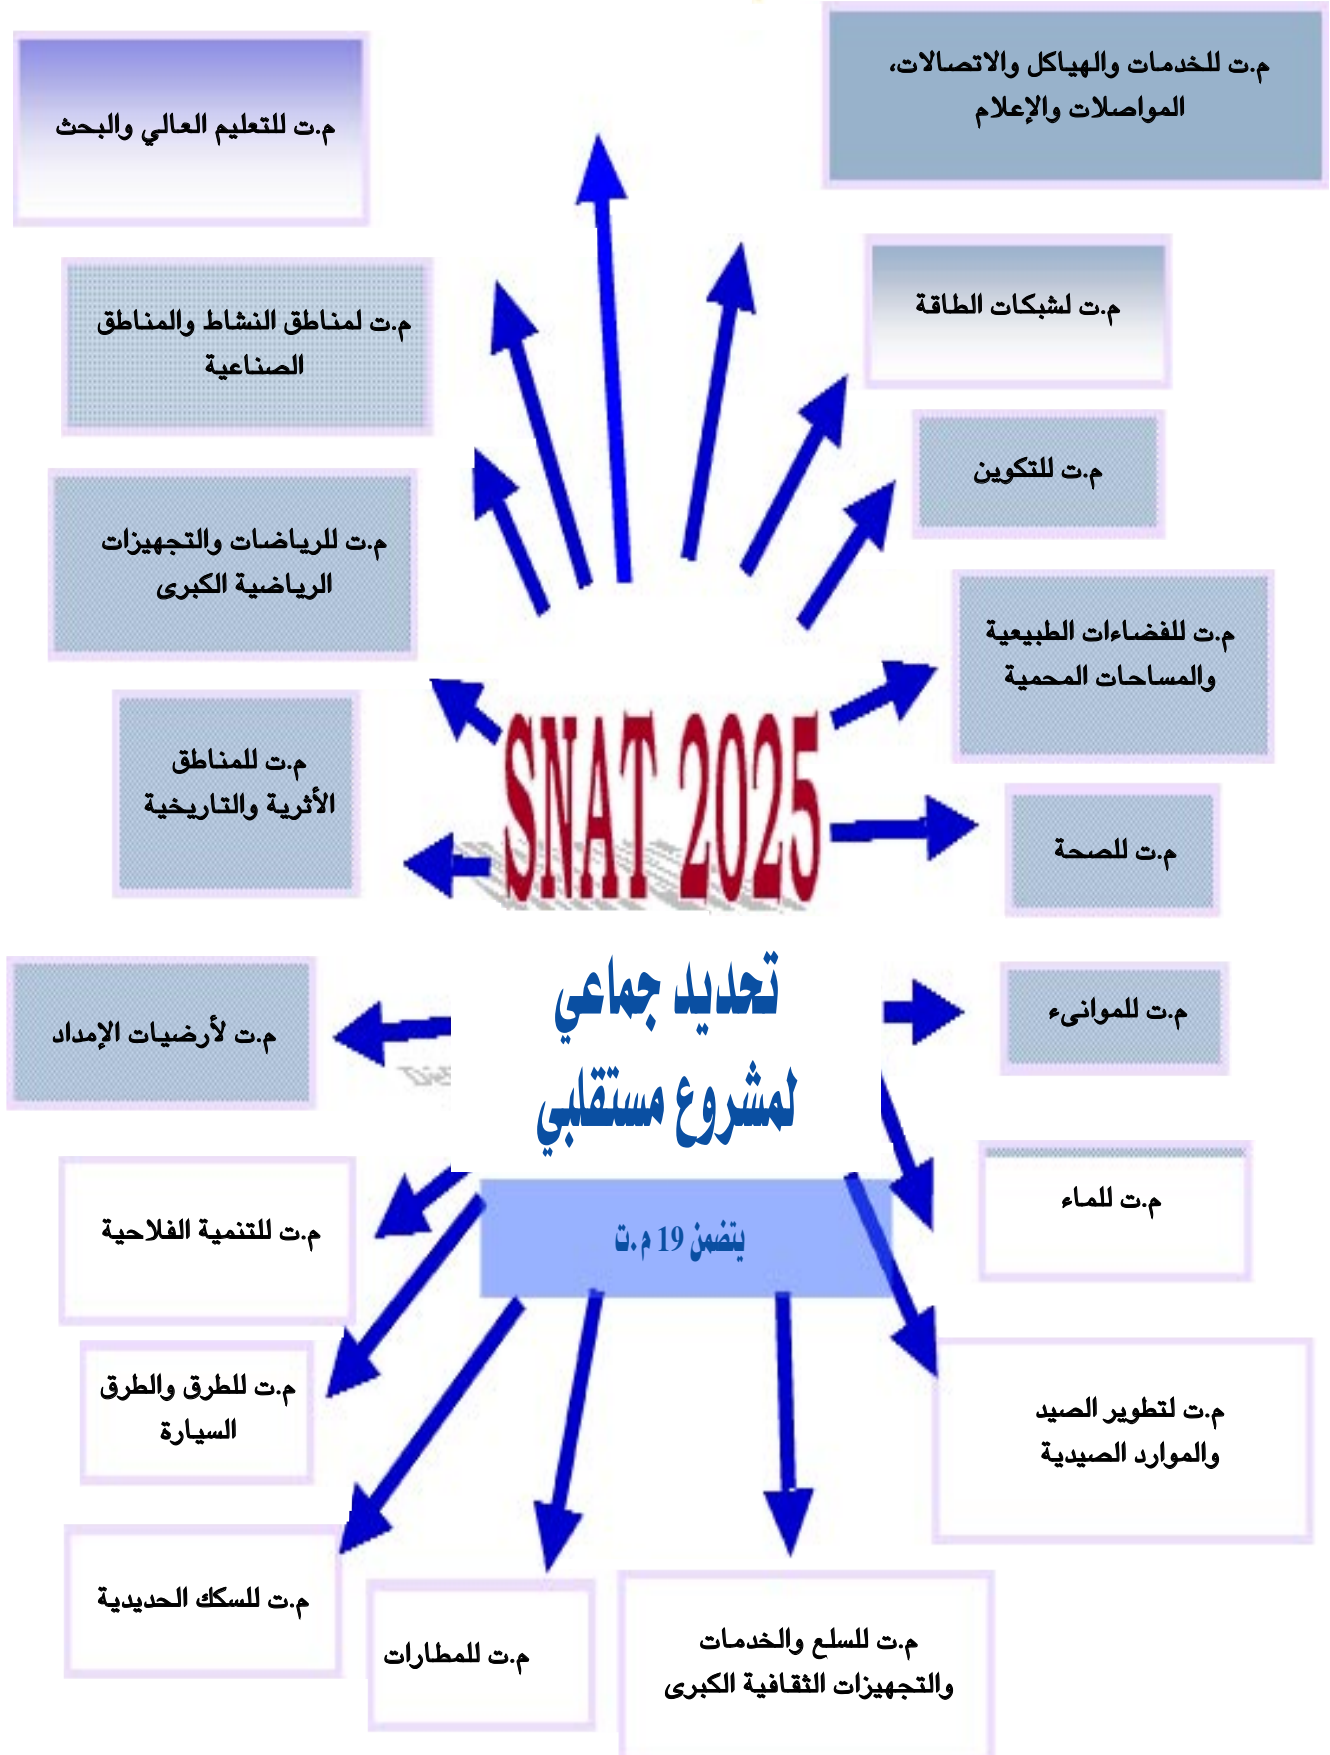 م.ت للخدمات والهياكل والاتصالات،
المواصلات والإعلام
م.ت للتعليم العالي والبحث
م.ت لشبكات الطاقة
م.ت لمناطق النشاط والمناطق
الصناعية
م.ت للتكوين
م.ت للرياضات والتجهيزات
الرياضية الكبرى
م.ت للفضاءات الطبيعية
والمساحات المحمية
م.ت للمناطق
الأثرية والتاريخية
SNAT 2025
م.ت للصحة
تحديد جماعي
لمشروع مستقلبي
م.ت للموانىء
م.ت لأرضيات الإمداد
م.ت للماء
م.ت للتنمية الفلاحية
يتضمن 19 م.ت
م.ت للطرق والطرق
السيارة
م.ت لتطوير الصيد
والموارد الصيدية
م.ت للسكك الحديدية
م.ت للمطارات
م.ت للسلع والخدمات
والتجهيزات الثقافية الكبرى